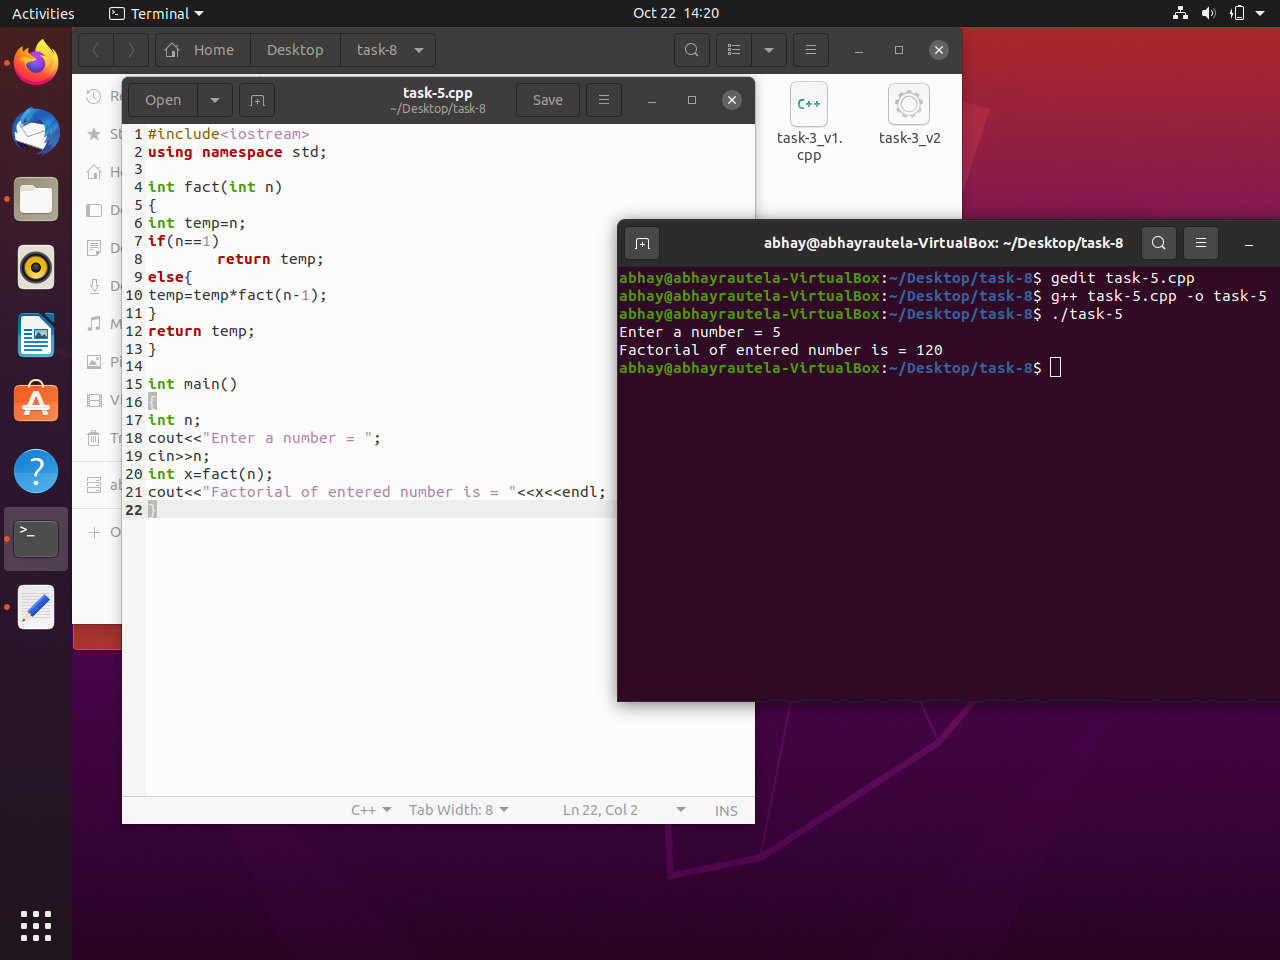 Activities
Terminal
Oct 22 14:20
Home
Desktop
task-8
Open
task-5.cpp
~/Desktop/task-8
Save
1 #include<iostream>
2 using namespace std;
3
4 int fact(int n)
5 {
6 int temp=n;
7 if(n==1)
8 return temp;
9 else{
10 temp=temp*fact(n-1);
11 }
12 return temp;
13 }
14
15 int main()
16 {
17 int n;
18 cout<<"Enter a number = ";
19 cin>>n;
20 int x=fact(n);
21 cout<<"Factorial of entered number is = "<<x<<endl;
22 }
C++
Tab Width: 8
Ln 22, Col 2
INS
C++
task-3_v1.
cpp
task-3_v2
abhay@abhayrautela-VirtualBox: ~/Desktop/task-8
abhay@abhayrautela-VirtualBox:~/Desktop/task-8$ gedit task-5.cpp
abhay@abhayrautela-VirtualBox:~/Desktop/task-8$ g++ task-5.cpp -o task-5
abhay@abhayrautela-VirtualBox:~/Desktop/task-8$ ./task-5
Enter a number = 5
Factorial of entered number is = 120
abhay@abhayrautela-VirtualBox:~/Desktop/task-8$